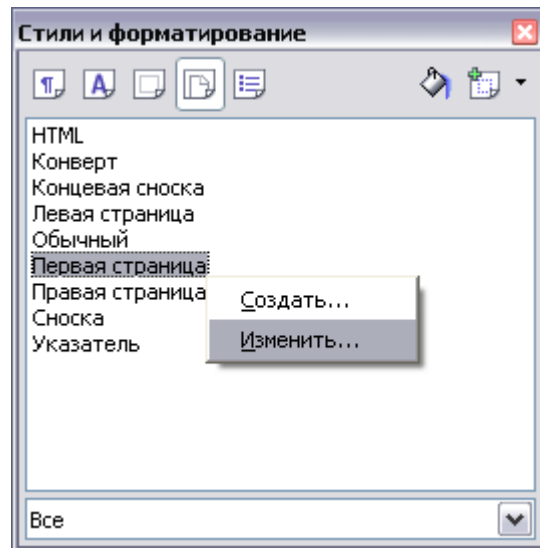 Стили и форматирование
HTML
Конверт
Концевая сноска
Левая страница
Обычный
Первая страница
Правая страница
Сноска
Указатель
Создать...
Изменить...
Все